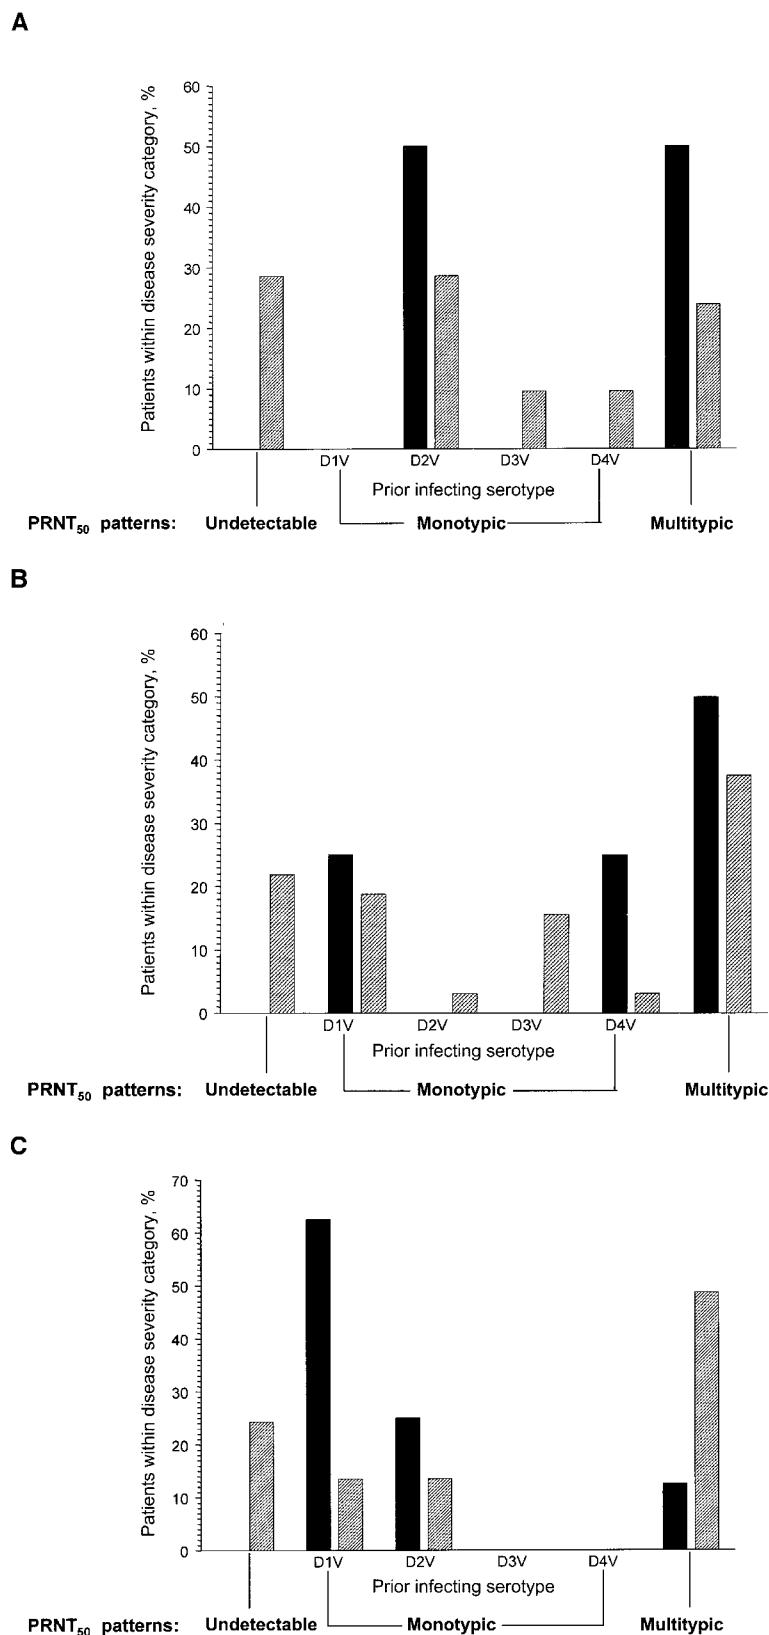 A
Patients within disease severity category, %
60
50
40
30
20
10
0
D1V D2V D3V D4V
Prior infecting serotype
PRNT50 patterns: Undetectable Monotypic Multitypic
B
Patients within disease severity category, %
60
50
40
30
20
10
0
D1V D2V D3V D4V
Prior infecting serotype
PRNT50 patterns: Undetectable Monotypic Multitypic
C
Patients within disease severity category, %
70
60
50
40
30
20
10
0
D1V D2V D3V D4V
Prior infecting serotype
PRNT50 patterns: Undetectable Monotypic Multitypic